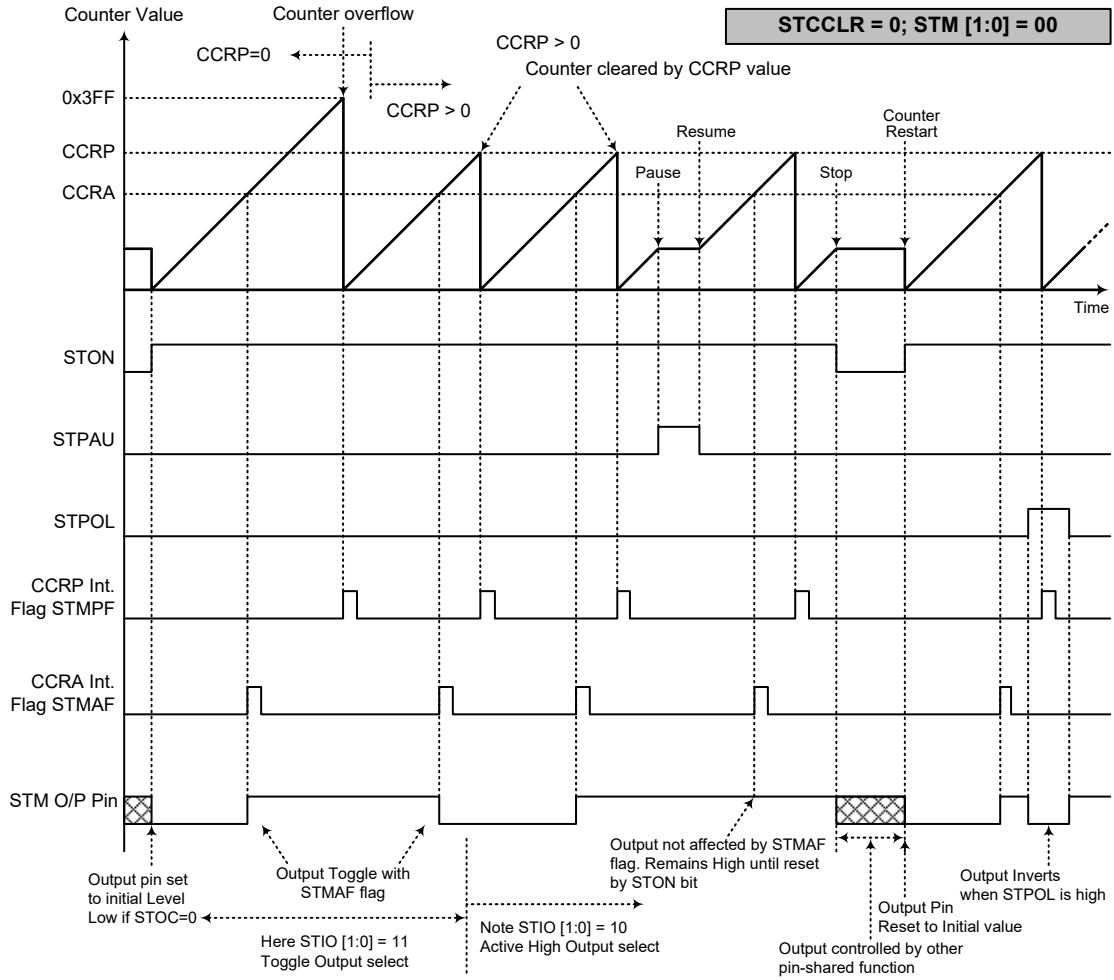 Counter Value
Counter overflow
STCCLR = 0; STM [1:0] = 00
CCRP=0
CCRP > 0
CCRP > 0
Counter cleared by CCRP value
0x3FF
CCRP
CCRA
Pause
Resume
Stop
Counter
Restart
Time
STON
STPAU
STPOL
CCRP Int.
Flag STMPF
CCRA Int.
Flag STMAF
STM O/P Pin
Output pin set
to initial Level
Low if STOC=0
Output Toggle with
STMAF flag
Here STIO [1:0] = 11
Toggle Output select
Note STIO [1:0] = 10
Active High Output select
Output not affected by STMAF
flag. Remains High until reset
by STON bit
Output controlled by other
pin-shared function
Output Pin
Reset to Initial value
Output Inverts
when STPOL is high